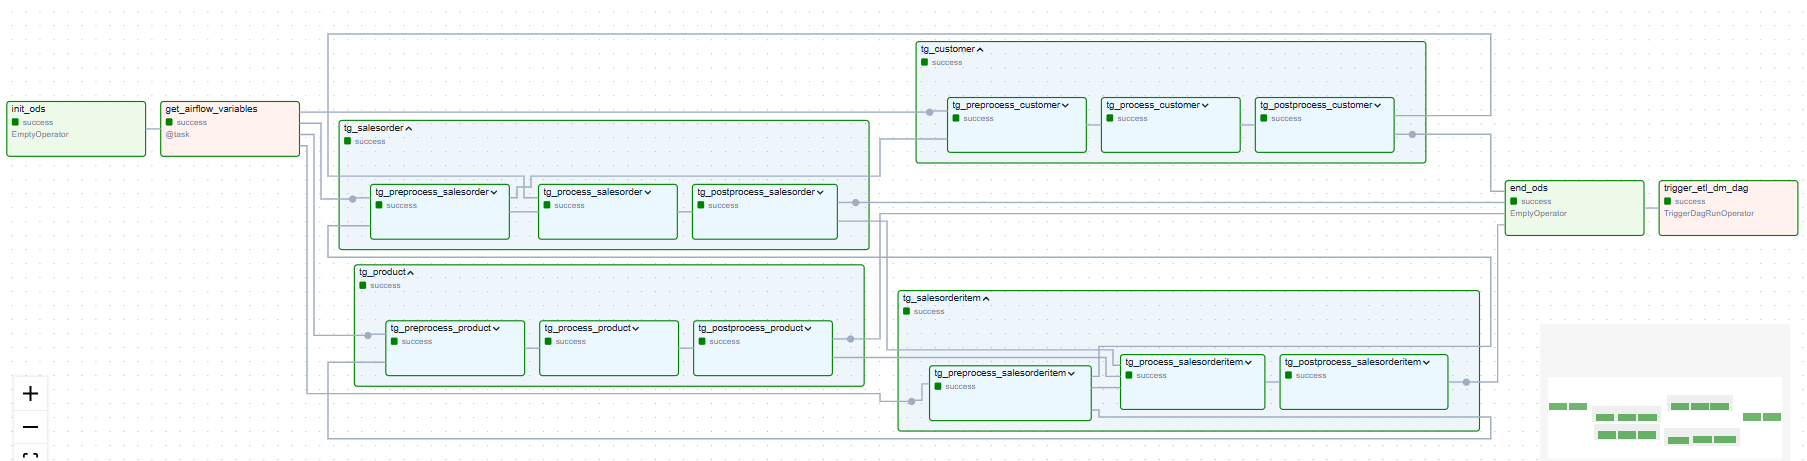 init_ods
success
EmptyOperator
get_airflow_variables
success
@task
tg_salesorder
success
tg_preprocess_salesorder
success
tg_process_salesorder
success
tg_postprocess_salesorder
success
tg_product
success
tg_preprocess_product
success
tg_process_product
success
tg_postprocess_product
success
tg_customer
success
tg_preprocess_customer
success
tg_process_customer
success
tg_postprocess_customer
success
tg_salesorderitem
success
tg_preprocess_salesorderitem
success
tg_process_salesorderitem
success
tg_postprocess_salesorderitem
success
end_ods
success
EmptyOperator
trigger_etl_dm_dag
success
TriggerDagRunOperator